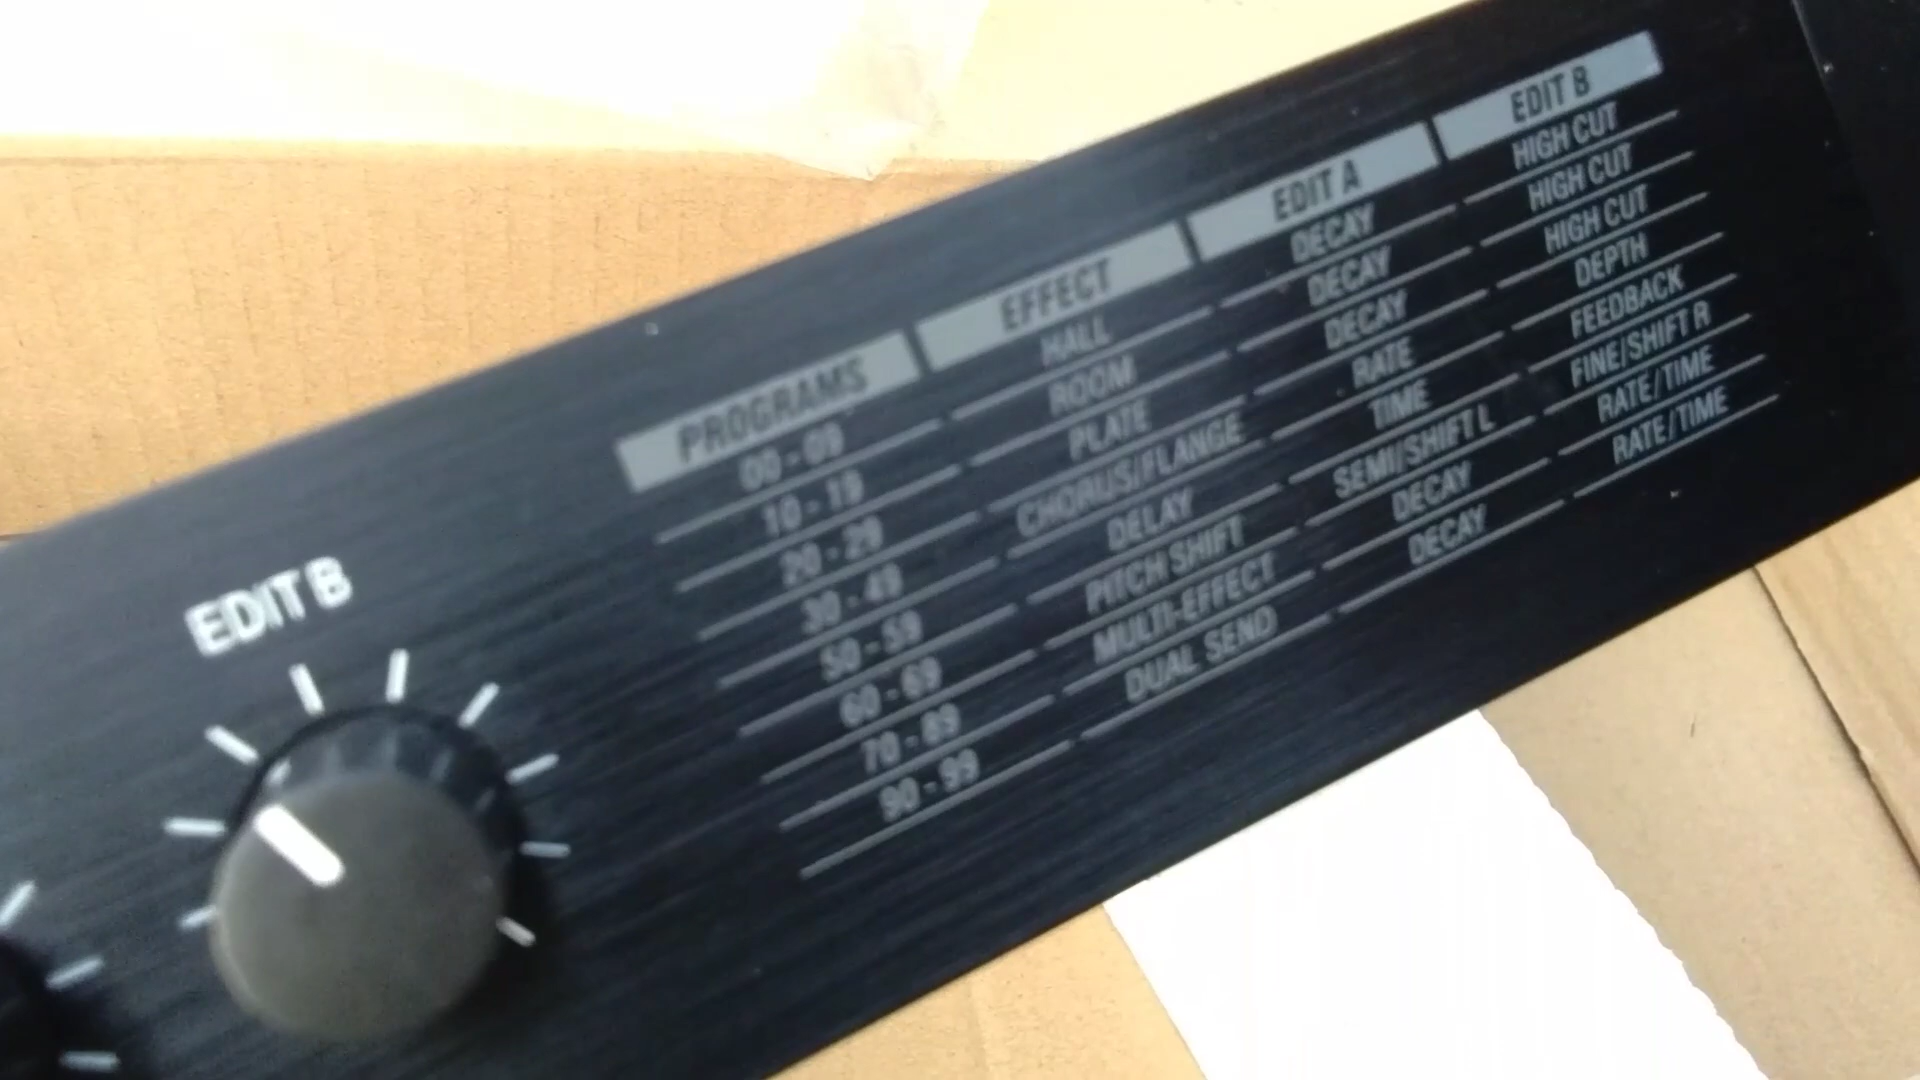 EDIT B
PROGRAMS EFFECT EDIT A EDIT B
00 - 09 HALL DECAY HIGH CUT
10 - 19 ROOM DECAY HIGH CUT
20 - 29 PLATE DECAY HIGH CUT
30 - 49 CHORUS/FLANGE RATE DEPTH
50 - 59 DELAY TIME FEEDBACK
60 - 69 PITCH SHIFT SEMI/SHIFT L FINE/SHIFT R
70 - 89 MULTI-EFFECT DECAY RATE/TIME
90 - 99 DUAL SEND DECAY RATE/TIME